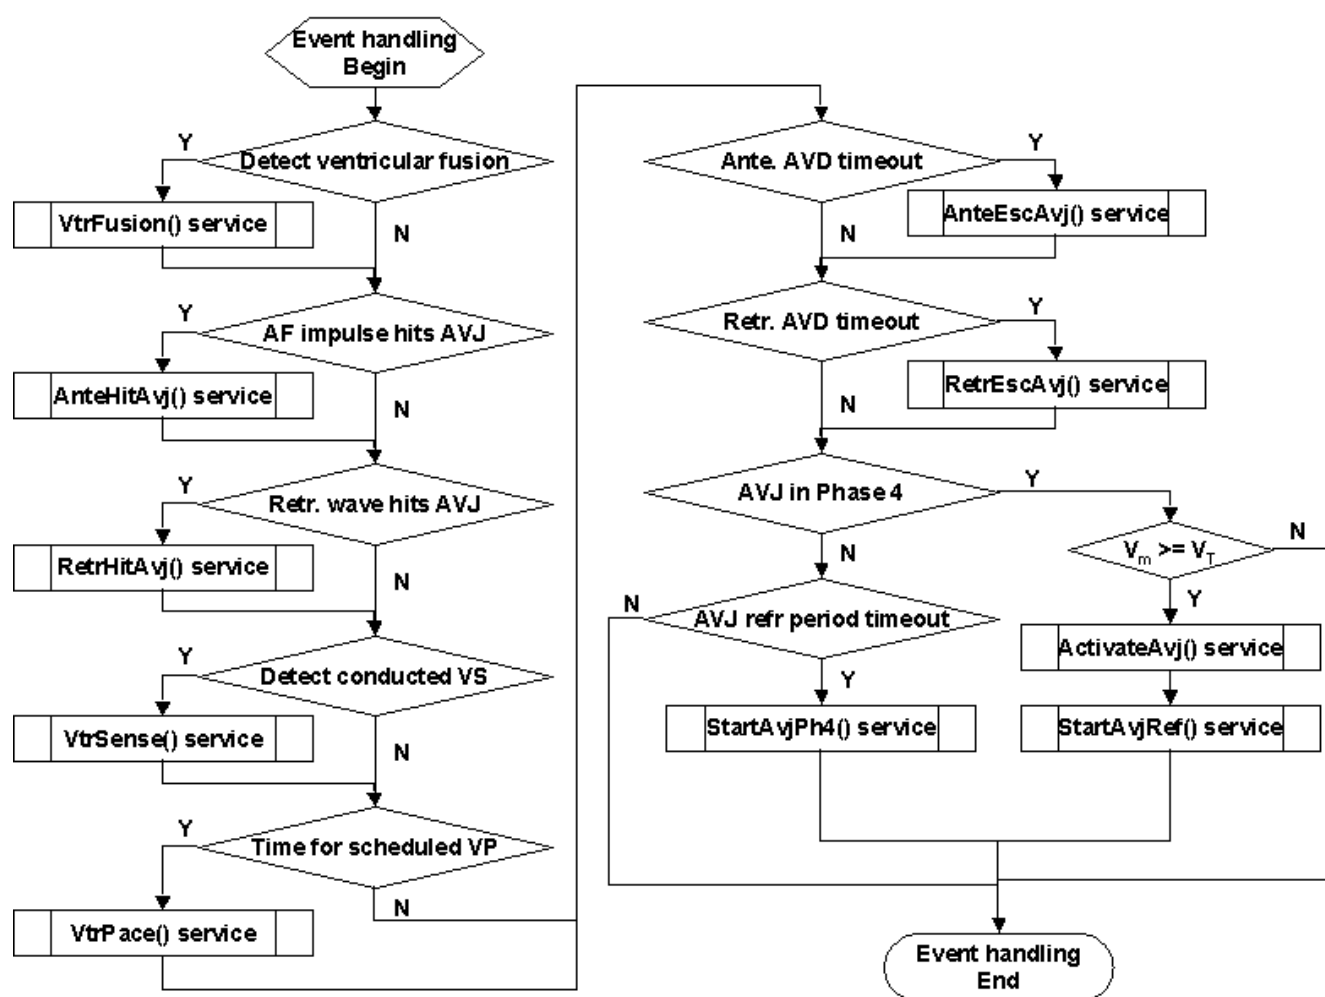 Event handling
Begin
Y
Detect ventricular fusion
VtrFusion() service
N
Y
AF impulse hits AVJ
AnteHitAvj() service
N
Y
Retr. wave hits AVJ
RetrHitAvj() service
N
Y
Detect conducted VS
VtrSense() service
N
Y
Time for scheduled VP
N
VtrPace() service
Ante. AVD timeout
Y
AnteEscAvj() service
N
Retr. AVD timeout
Y
RetrEscAvj() service
N
AVJ in Phase 4
Y
Vm >= VT
N
N
Y
AVJ refr period timeout
N
ActivateAvj() service
Y
StartAvjPh4() service
StartAvjRef() service
Event handling
End